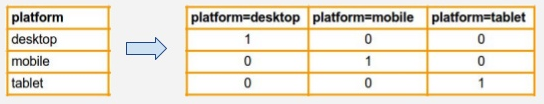 platform platform=desktop platform=mobile platform=tablet
desktop 1 0 0
mobile 0 1 0
tablet 0 0 1